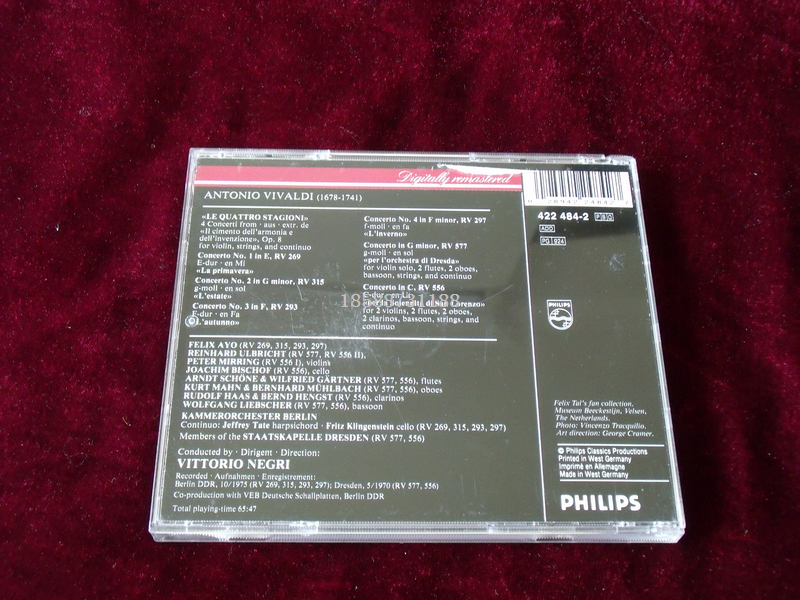 Digitally remastered
ANTONIO VIVALDI (1678-1741)
«LE QUATTRO STAGIONI»
4 Concerti from · aus · extr. de
«Il cimento dell'armonia e
dell'invenzione», Op. 8
for violin, strings, and continuo
Concerto No. 1 in E, RV 269
E-dur · en Mi
«La primavera»
Concerto No. 2 in G minor, RV 315
g-moll · en sol
«L'estate»
Concerto No. 3 in F, RV 293
F-dur · en Fa
«L'autunno»
Concerto No. 4 in F minor, RV 297
f-moll · en fa
«L'inverno»
Concerto in G minor, RV 577
g-moll · en sol
«per l'orchestra di Dresda»
for violin solo, 2 flutes, 2 oboes,
bassoon, strings, and continuo
Concerto in C, RV 556
«per la solennità di San Lorenzo»
for 2 violins, 2 flutes, 2 oboes,
2 clarinos, bassoon, strings, and
continuo
FELIX AYO (RV 269, 315, 293, 297)
REINHARD ULBRICHT (RV 577, RV 556 II),
PETER MIRRING (RV 556 I), violins
JOACHIM BISCHOF (RV 556), cello
ARNDT SCHÖNE & WILFRIED GÄRTNER (RV 577, 556), flutes
KURT MAHN & BERNHARD MÜHLBACH (RV 577, 556), oboes
RUDOLF HAAS & BERND HENGST (RV 556), clarinos
WOLFGANG LIEBSCHER (RV 577, 556), bassoon
KAMMERORCHESTER BERLIN
Continuo: Jeffrey Tate harpsichord · Fritz Klingenstein cello (RV 269, 315, 293, 297)
Members of the STAATSKAPELLE DRESDEN (RV 577, 556)
Conducted by · Dirigent · Direction:
VITTORIO NEGRI
Recorded · Aufnahmen · Enregistrement:
Berlin DDR, 10/1975 (RV 269, 315, 293, 297); Dresden, 5/1970 (RV 577, 556)
Co-production with VEB Deutsche Schallplatten, Berlin DDR
Total playing-time 65:47
422 484-2
ADD
PHILIPS
Felix Tal's fan collection,
Museum Beeckestijn, Velsen,
The Netherlands.
Photo: Vincenzo Tracquilio.
Art direction: George Cramer.
℗ Philips Classics Productions
Printed in West Germany
Imprimé en Allemagne
Made in West Germany
PHILIPS